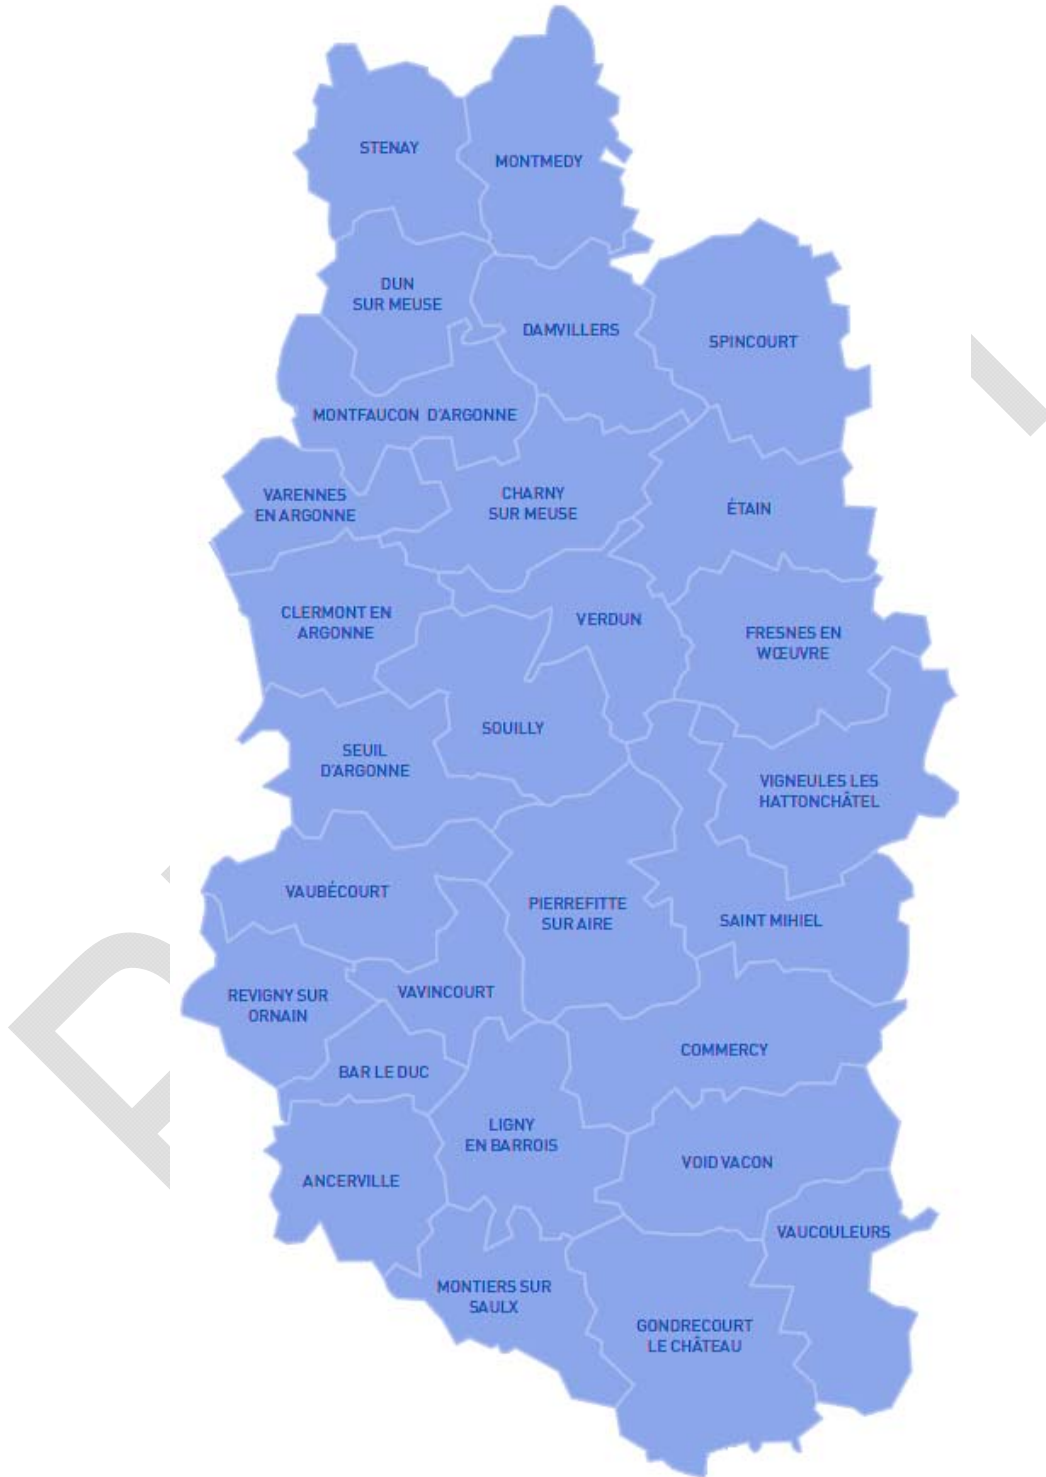 STENAY
MONTMEDY
DUN
SUR MEUSE
DAMVILLERS
SPINCOURT
MONTFAUCON D'ARGONNE
VARENNES
EN ARGONNE
CHARNY
SUR MEUSE
ÉTAIN
CLERMONT EN
ARGONNE
VERDUN
FRESNES EN
WŒUVRE
SOUILLY
SEUIL
D'ARGONNE
VIGNEULES LES
HATTONCHÂTEL
VAUBÉCOURT
PIERREFITTE
SUR AIRE
SAINT MIHIEL
REVIGNY SUR
ORNAIN
VAVINCOURT
COMMERCY
BAR LE DUC
LIGNY
EN BARROIS
VOID VACON
ANCERVILLE
VAUCOULEURS
MONTIERS SUR
SAULX
GONDRECOURT
LE CHÂTEAU